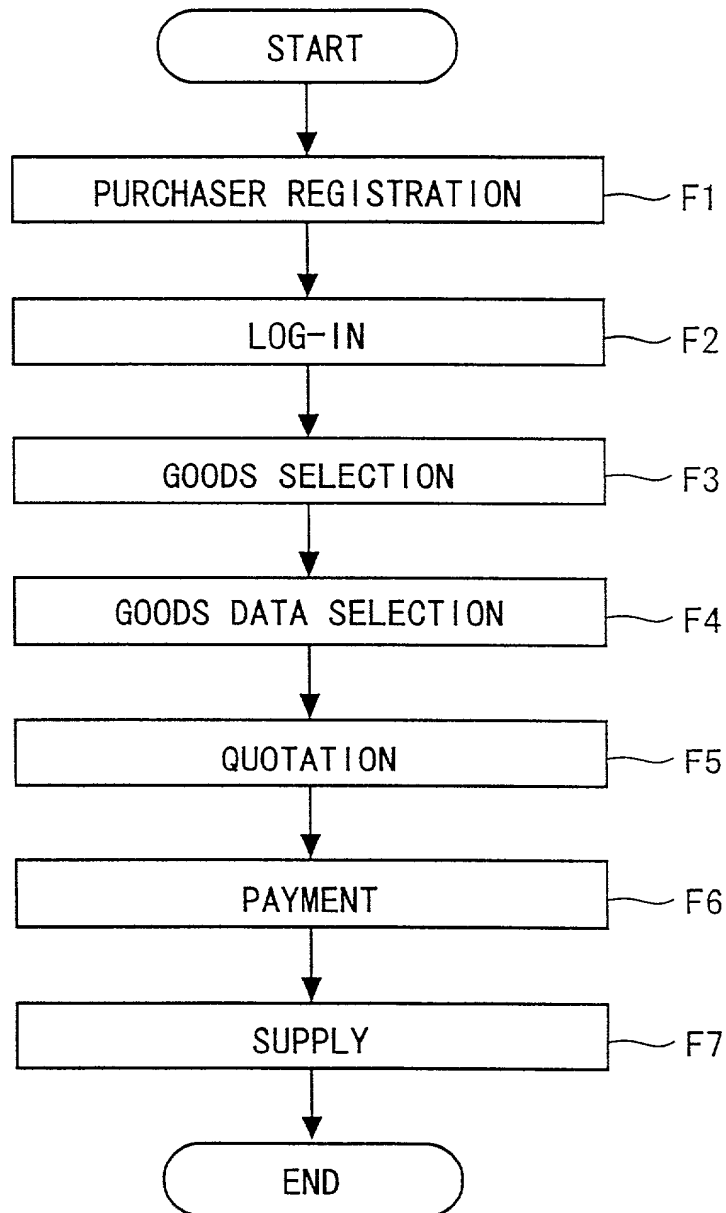 START
PURCHASER REGISTRATION F1
LOG-IN F2
GOODS SELECTION F3
GOODS DATA SELECTION F4
QUOTATION F5
PAYMENT F6
SUPPLY F7
END